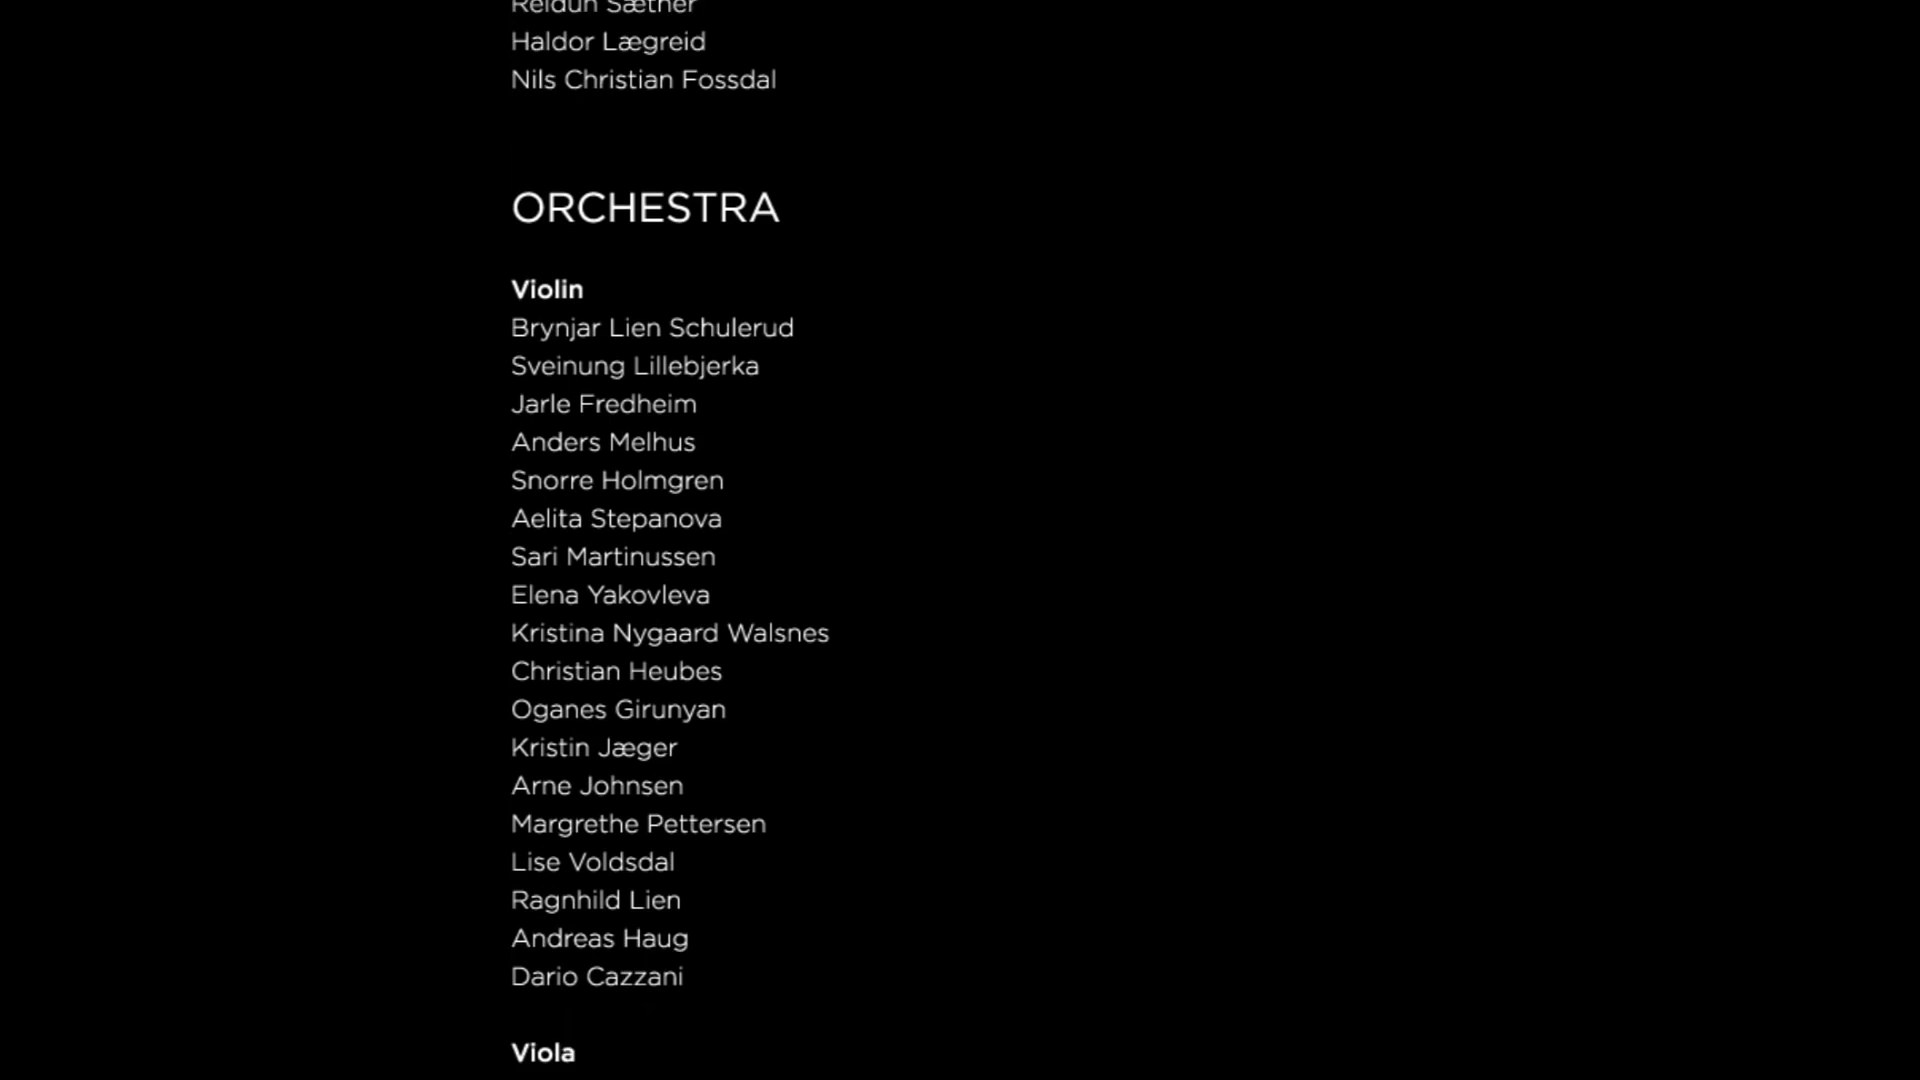 Reidun Sæther
Haldor Lægreid
Nils Christian Fossdal
ORCHESTRA
Violin
Brynjar Lien Schulerud
Sveinung Lillebjerka
Jarle Fredheim
Anders Melhus
Snorre Holmgren
Aelita Stepanova
Sari Martinussen
Elena Yakovleva
Kristina Nygaard Walsnes
Christian Heubes
Oganes Girunyan
Kristin Jæger
Arne Johnsen
Margrethe Pettersen
Lise Voldsdal
Ragnhild Lien
Andreas Haug
Dario Cazzani
Viola